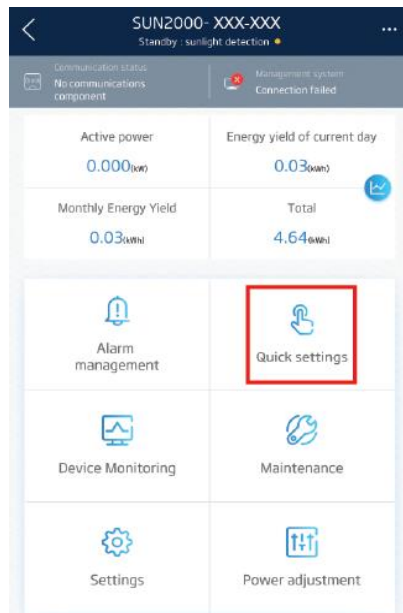 SUN2000- XXX-XXX
Standby : sunlight detection
Communication status
No communications
component
Management system
Connection failed
Active power
0.000(kW)
Energy yield of current day
0.03(kWh)
Monthly Energy Yield
0.03(kWh)
Total
4.64(kWh)
Alarm
management
Quick settings
Device Monitoring
Maintenance
Settings
Power adjustment